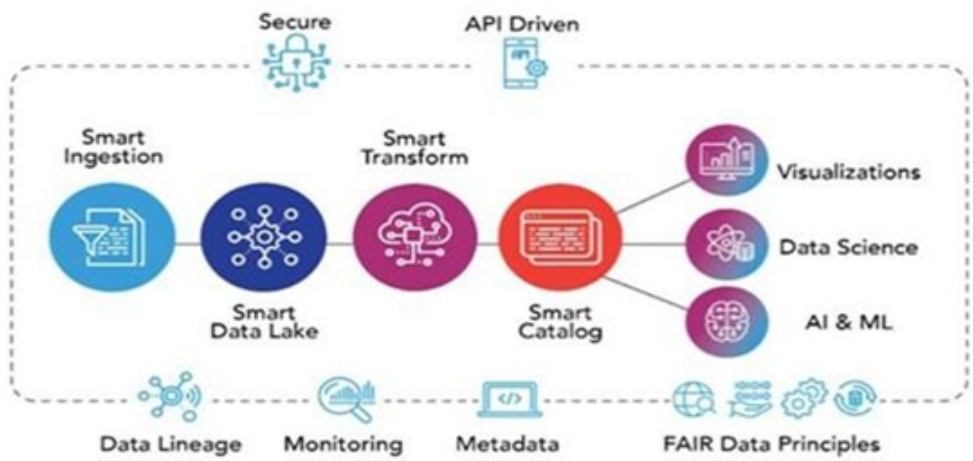 Secure
API Driven
Smart
Ingestion
Smart
Transform
Visualizations
Data Science
Smart
Data Lake
Smart
Catalog
AI & ML
Data Lineage
Monitoring
Metadata
FAIR Data Principles